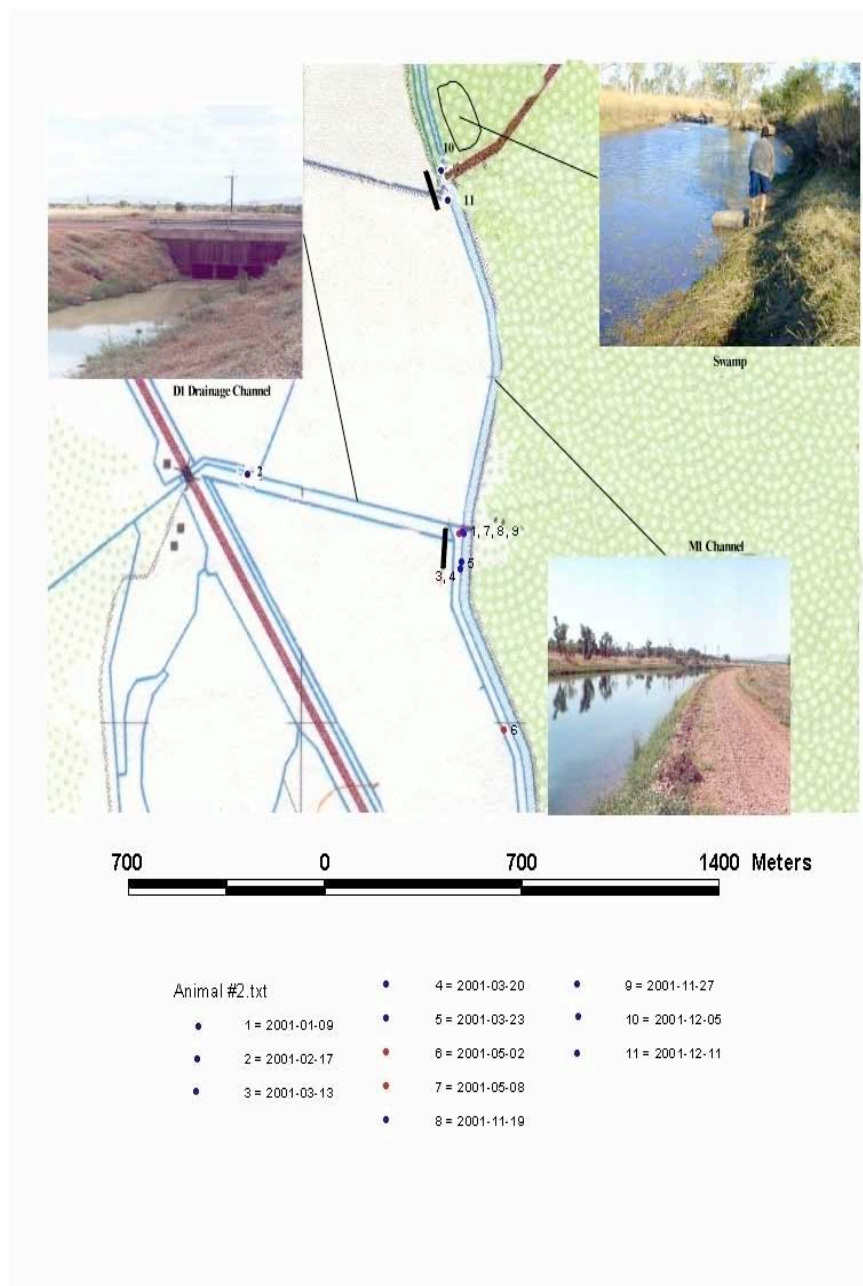 10
11
Swamp
D1 Drainage Channel
2
1, 7, 8, 9
M1 Channel
5
3, 4
6
700 0 700 1400 Meters
Animal #2.txt
1 = 2001-01-09
2 = 2001-02-17
3 = 2001-03-13
4 = 2001-03-20
5 = 2001-03-23
6 = 2001-05-02
7 = 2001-05-08
8 = 2001-11-19
9 = 2001-11-27
10 = 2001-12-05
11 = 2001-12-11